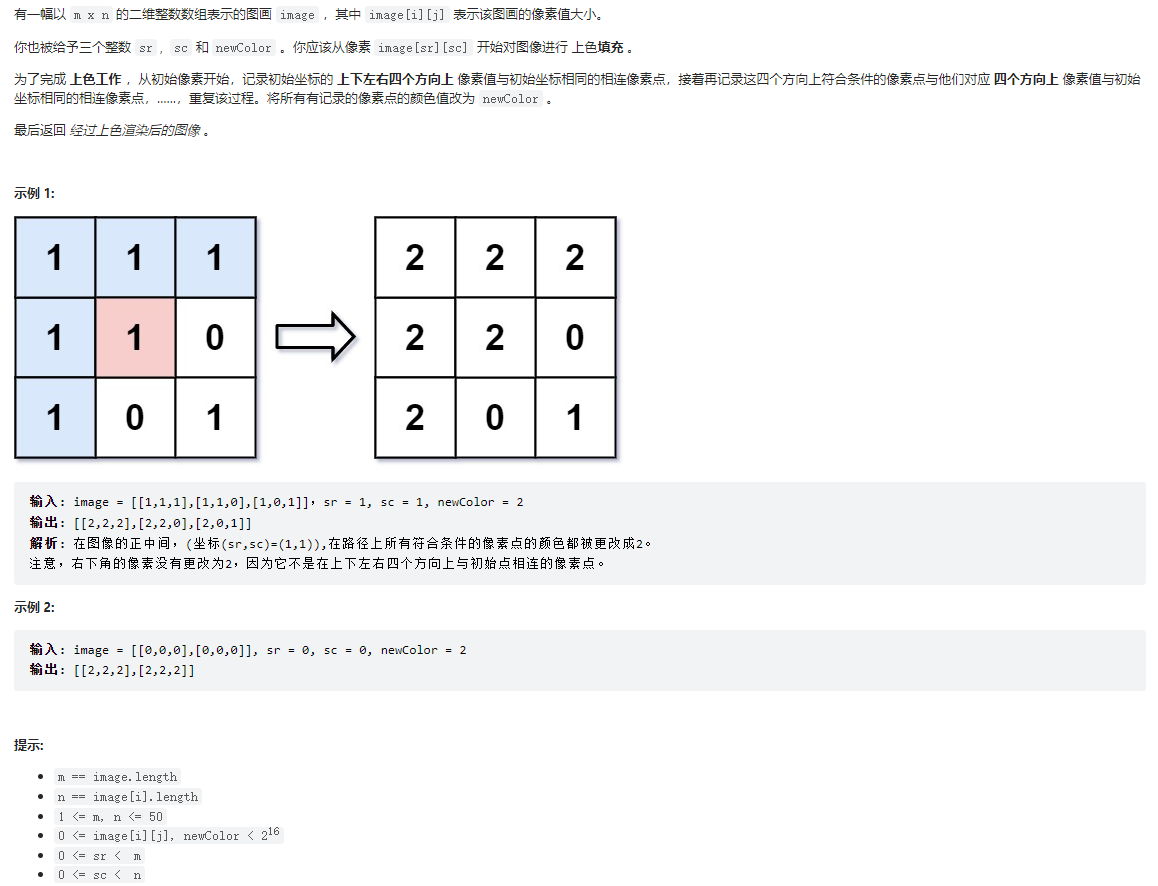 有一幅以 m x n 的二维整数数组表示的图画 image ，其中 image[i][j] 表示该图画的像素值大小。
你也被给予三个整数 sr , sc 和 newColor 。你应该从像素 image[sr][sc] 开始对图像进行 上色填充 。
为了完成 上色工作 ，从初始像素开始，记录初始坐标的 上下左右四个方向上 像素值与初始坐标相同的相连像素点，接着再记录这四个方向上符合条件的像素点与他们对应 四个方向上 像素值与初始
坐标相同的相连像素点，……，重复该过程。将所有有记录的像素点的颜色值改为 newColor 。
最后返回 经过上色渲染后的图像 。
示例 1:
1 1 1 2 2 2
1 1 0 2 2 0
1 0 1 2 0 1
输入: image = [[1,1,1],[1,1,0],[1,0,1]]，sr = 1, sc = 1, newColor = 2
输出: [[2,2,2],[2,2,0],[2,0,1]]
解析: 在图像的正中间，(坐标(sr,sc)=(1,1)),在路径上所有符合条件的像素点的颜色都被更改成2。
注意，右下角的像素没有更改为2，因为它不是在上下左右四个方向上与初始点相连的像素点。
示例 2:
输入: image = [[0,0,0],[0,0,0]], sr = 0, sc = 0, newColor = 2
输出: [[2,2,2],[2,2,2]]
提示:
• m == image.length
• n == image[i].length
• 1 <= m, n <= 50
• 0 <= image[i][j], newColor < 2¹⁶
• 0 <= sr < m
• 0 <= sc < n